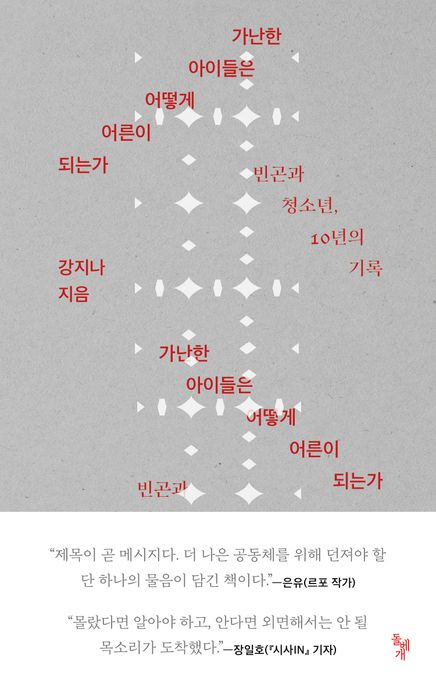 가난한
아이들은
어떻게
어른이
되는가
빈곤과
청소년,
10년의
기록
강지나
지음
가난한
아이들은
어떻게
어른이
되는가
빈곤과
“제목이 곧 메시지다. 더 나은 공동체를 위해 던져야 할
단 하나의 물음이 담긴 책이다.”—은유(르포 작가)
“몰랐다면 알아야 하고, 안다면 외면해서는 안 될
목소리가 도착했다.”—장일호(『시사IN』 기자)
돌베개